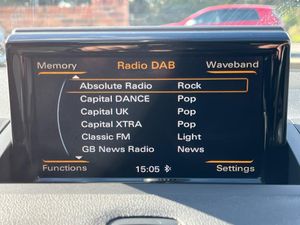 Memory Radio DAB Waveband
Absolute Radio Rock
Capital DANCE Pop
Capital UK Pop
Capital XTRA Pop
Classic FM Light
GB News Radio News
Functions 15:05 Settings